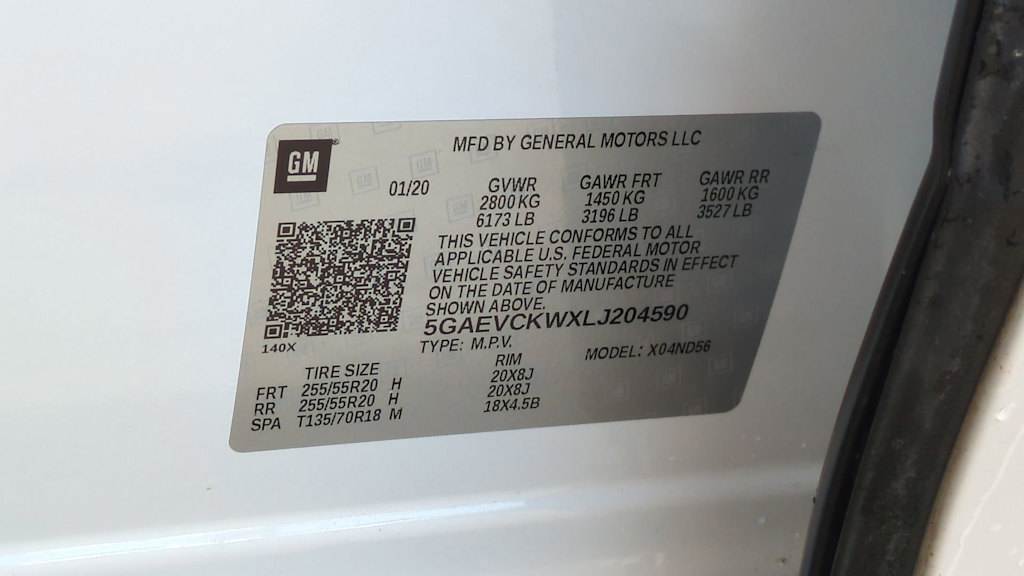 GM
MFD BY GENERAL MOTORS LLC
01/20 GVWR GAWR FRT GAWR RR
2800 KG 1450 KG 1600 KG
6173 LB 3196 LB 3527 LB
THIS VEHICLE CONFORMS TO ALL
APPLICABLE U.S. FEDERAL MOTOR
VEHICLE SAFETY STANDARDS IN EFFECT
ON THE DATE OF MANUFACTURE
SHOWN ABOVE.
5GAEVCKWXLJ204590
140X
TYPE: M.P.V. MODEL: X04ND56
TIRE SIZE RIM
FRT 255/55R20 H 20X8J
RR 255/55R20 H 20X8J
SPA T135/70R18 M 18X4.5B